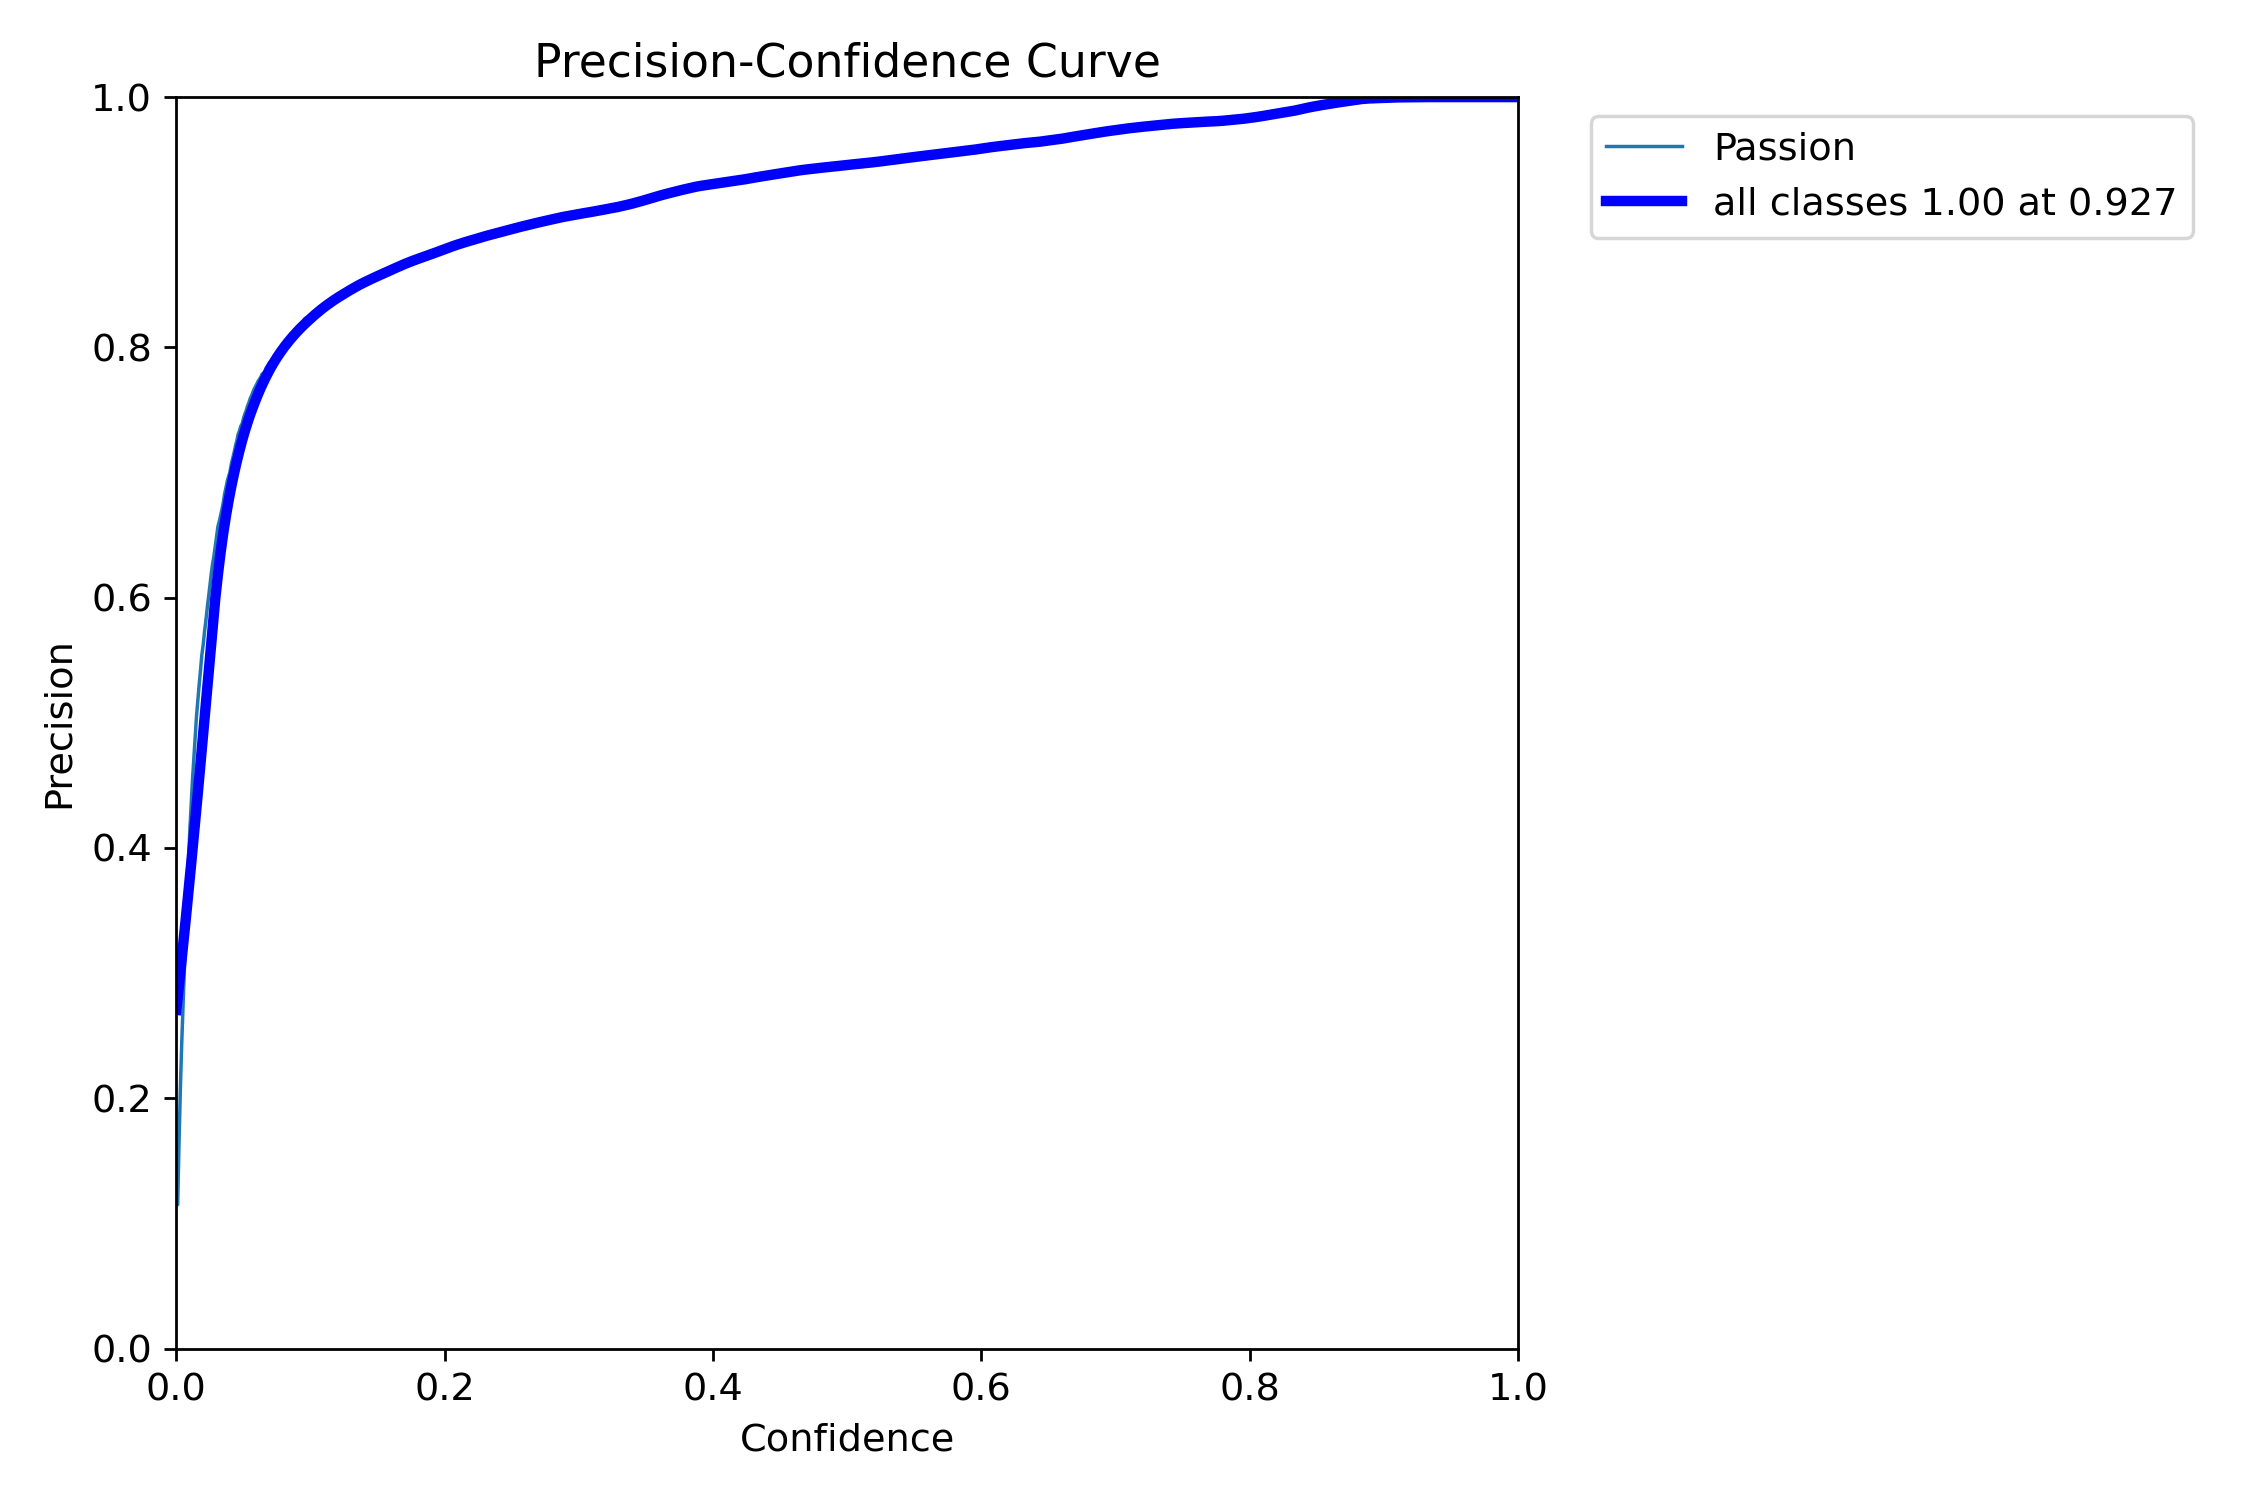 Precision-Confidence Curve
1.0
0.8
0.6
0.4
0.2
0.0
Precision
0.0 0.2 0.4 0.6 0.8 1.0
Confidence
Passion
all classes 1.00 at 0.927